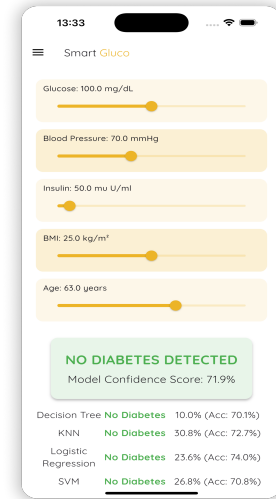 13:33
Smart Gluco
Glucose: 100.0 mg/dL
Blood Pressure: 70.0 mmHg
Insulin: 50.0 mu U/ml
BMI: 25.0 kg/m²
Age: 63.0 years
NO DIABETES DETECTED
Model Confidence Score: 71.9%
Decision Tree No Diabetes 10.0% (Acc: 70.1%)
KNN No Diabetes 30.8% (Acc: 72.7%)
Logistic
Regression No Diabetes 23.6% (Acc: 74.0%)
SVM No Diabetes 26.8% (Acc: 70.8%)